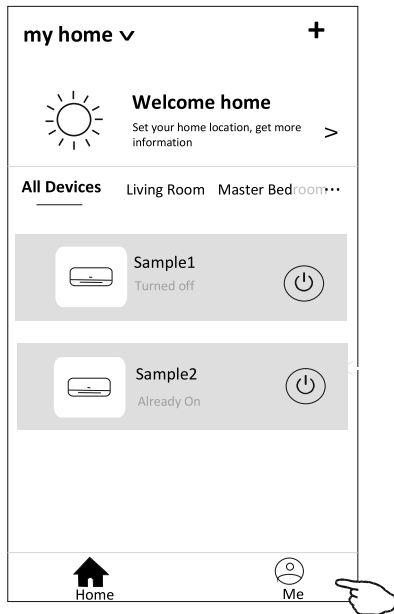 my home
Welcome home
Set your home location, get more
information
All Devices Living Room Master Bedroom...
Sample1
Turned off
Sample2
Already On
Home Me